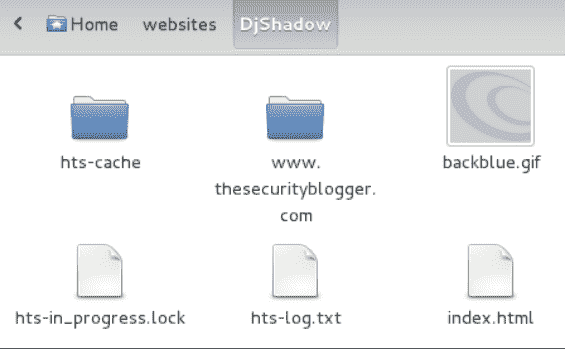 Home websites DjShadow
hts-cache
www.
thesecurityblogger.
com
backblue.gif
hts-in_progress.lock
hts-log.txt
index.html